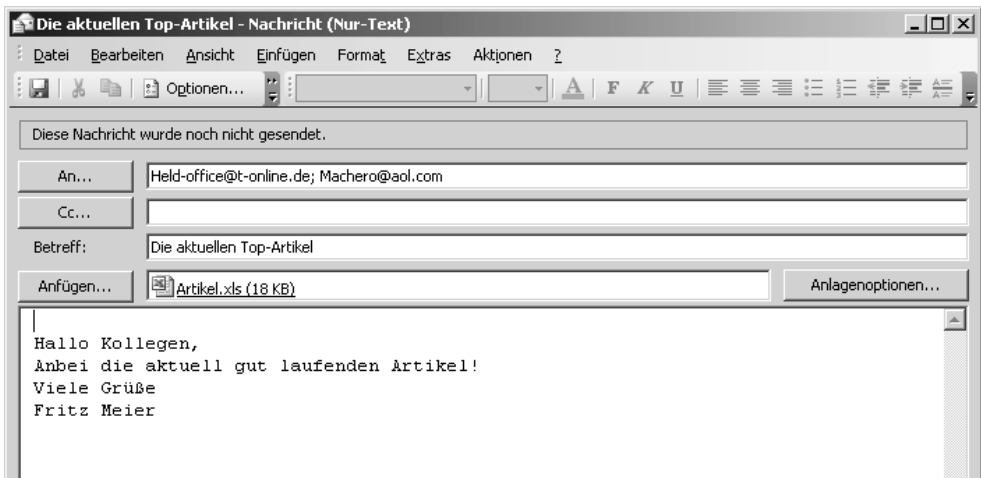 Die aktuellen Top-Artikel - Nachricht (Nur-Text)
Datei Bearbeiten Ansicht Einfügen Format Extras Aktionen ?
Optionen... A F K U
Diese Nachricht wurde noch nicht gesendet.
An... Held-office@t-online.de; Machero@aol.com
Cc...
Betreff: Die aktuellen Top-Artikel
Anfügen... Artikel.xls (18 KB) Anlagenoptionen...
Hallo Kollegen,
Anbei die aktuell gut laufenden Artikel!
Viele Grüße
Fritz Meier